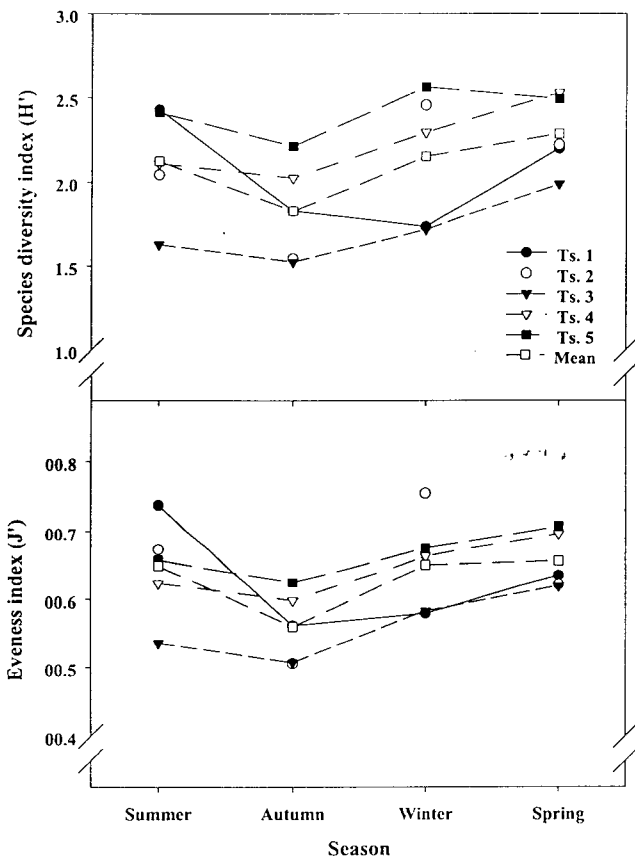 3.0
2.5
2.0
1.5
1.0
Species diversity index (H')
Ts. 1
Ts. 2
Ts. 3
Ts. 4
Ts. 5
Mean
00.8
00.7
00.6
00.5
00.4
Eveness index (J')
Summer Autumn Winter Spring
Season